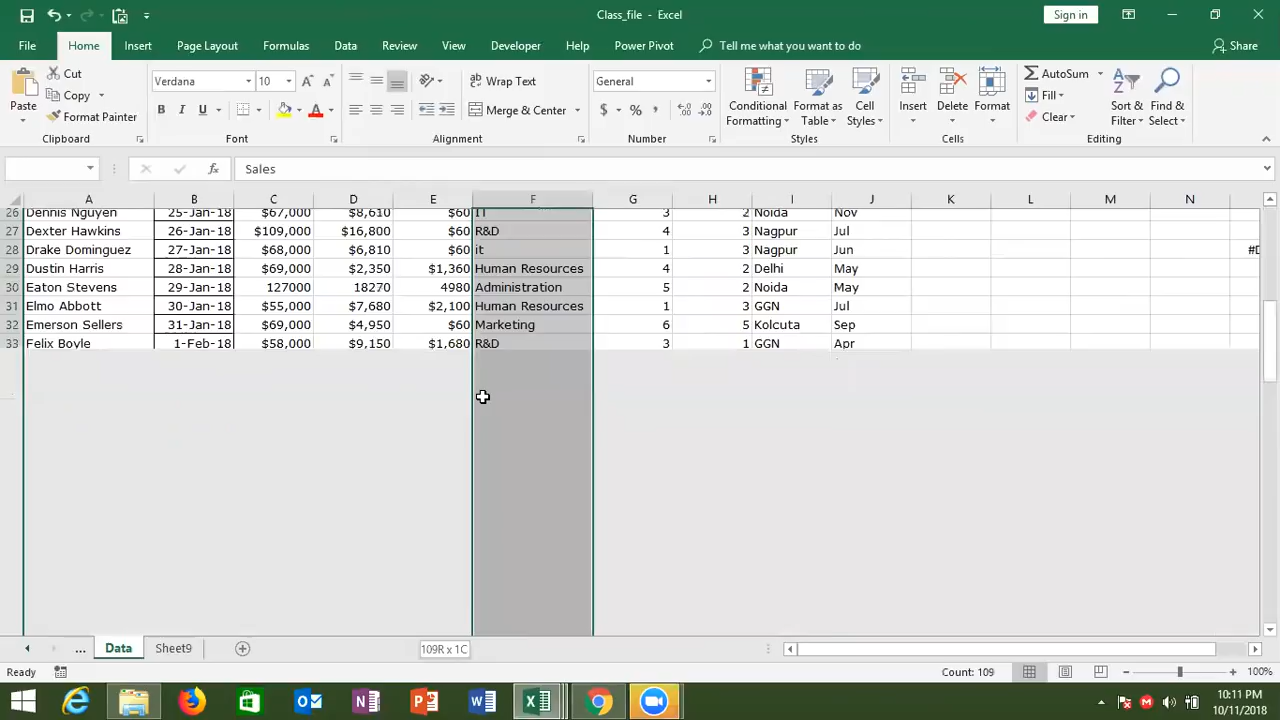 Class_file - Excel
Sign in
File Home Insert Page Layout Formulas Data Review View Developer Help Power Pivot Tell me what you want to do Share
Paste Cut Copy Format Painter Clipboard
Verdana 10 B I U Font
Wrap Text Merge & Center Alignment
General $ % , Number
Conditional Formatting Format as Table Cell Styles Styles
Insert Delete Format Cells
AutoSum Fill Clear Sort & Filter Find & Select Editing
Sales
A B C D E F G H I J K L M N
26 Dennis Nguyen 25-Jan-18 $67,000 $8,610 $60 IT 3 2 Noida Nov
27 Dexter Hawkins 26-Jan-18 $109,000 $16,800 $60 R&D 4 3 Nagpur Jul
28 Drake Dominguez 27-Jan-18 $68,000 $6,810 $60 it 1 3 Nagpur Jun
29 Dustin Harris 28-Jan-18 $69,000 $2,350 $1,360 Human Resources 4 2 Delhi May
30 Eaton Stevens 29-Jan-18 127000 18270 4980 Administration 5 2 Noida May
31 Elmo Abbott 30-Jan-18 $55,000 $7,680 $2,100 Human Resources 1 3 GGN Jul
32 Emerson Sellers 31-Jan-18 $69,000 $4,950 $60 Marketing 6 5 Kolcuta Sep
33 Felix Boyle 1-Feb-18 $58,000 $9,150 $1,680 R&D 3 1 GGN Apr
... Data Sheet9 109R x 1C
Ready Count: 109 100%
10:11 PM
10/11/2018